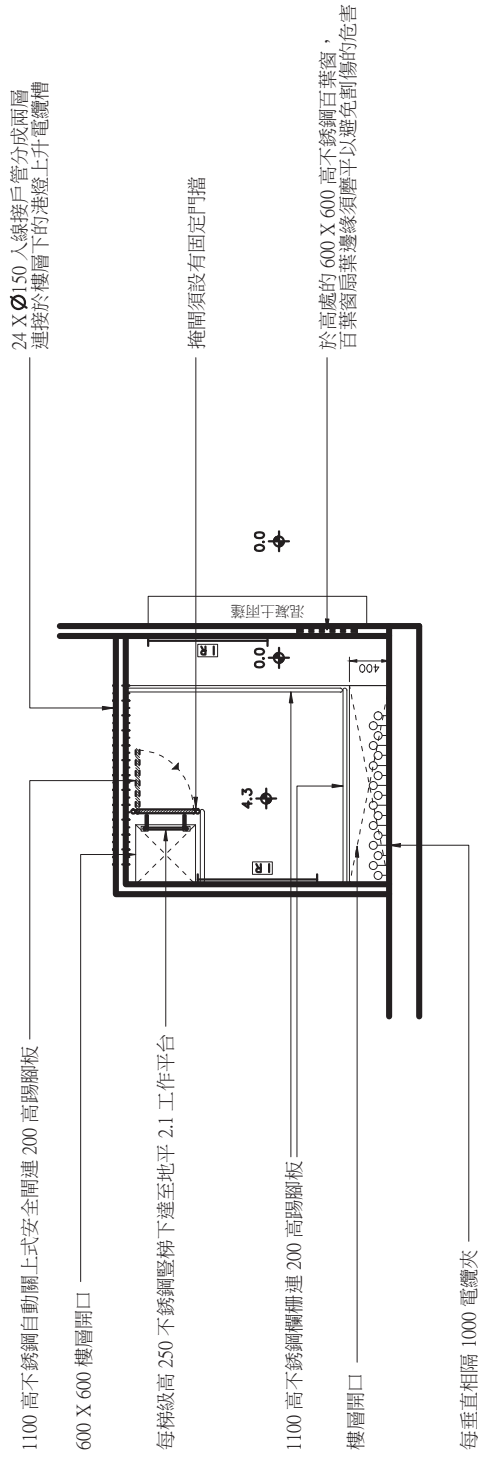 24 X Ø150 入線接戶管分成兩層
連接於樓層下的港燈上升電纜槽
掩閘須設有固定門擋
於高處的 600 X 600 高不銹鋼百葉窗，
百葉窗扇葉邊緣須磨平以避免割傷的危害
0.0
混凝土雨篷
IR
0.0
400
4.3
IR
1100 高不銹鋼自動關上式安全閘連 200 高踢腳板
600 X 600 樓層開口
每梯級高 250 不銹鋼豎梯下達至地平 2.1 工作平台
1100 高不銹鋼欄柵連 200 高踢腳板
樓層開口
每垂直相隔 1000 電纜夾